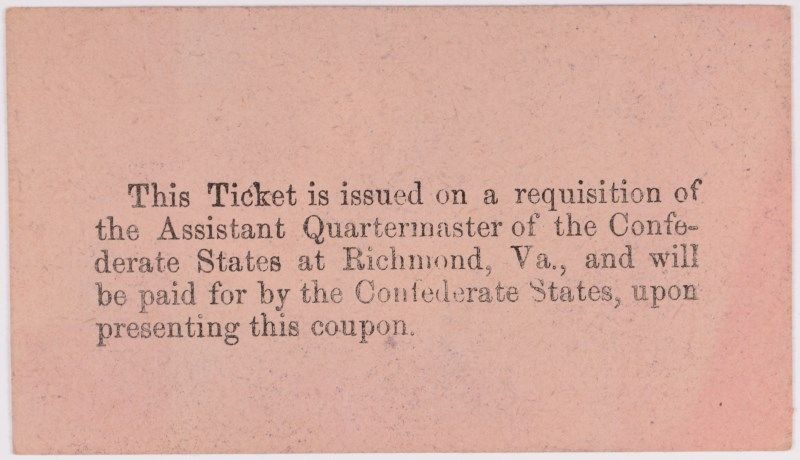 This Ticket is issued on a requisition of
the Assistant Quartermaster of the Confe-
derate States at Richmond, Va., and will
be paid for by the Confederate States, upon
presenting this coupon.